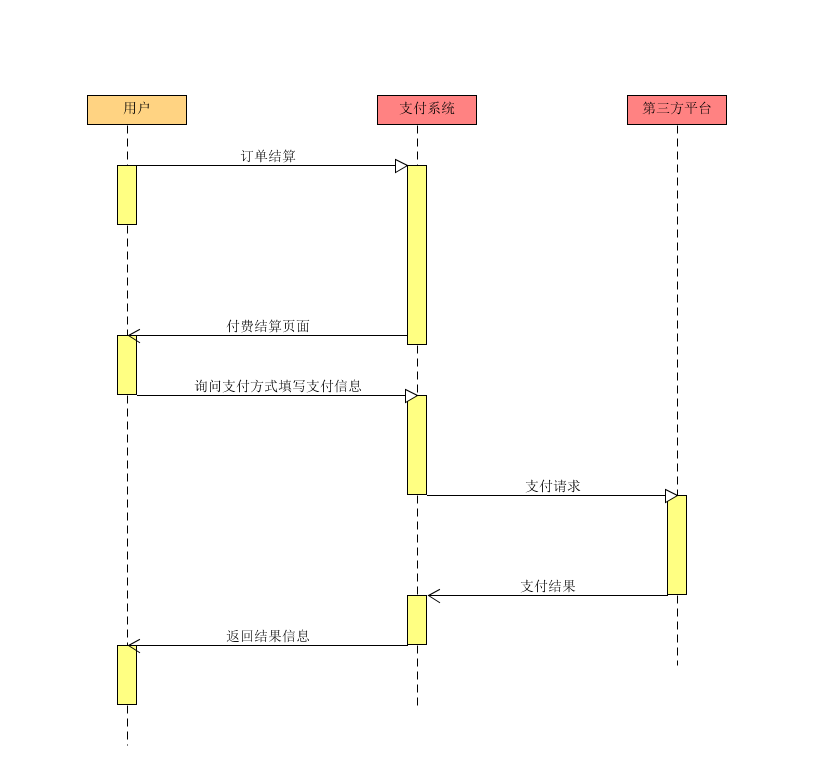 用户
支付系统
第三方平台
订单结算
付费结算页面
询问支付方式填写支付信息
支付请求
支付结果
返回结果信息